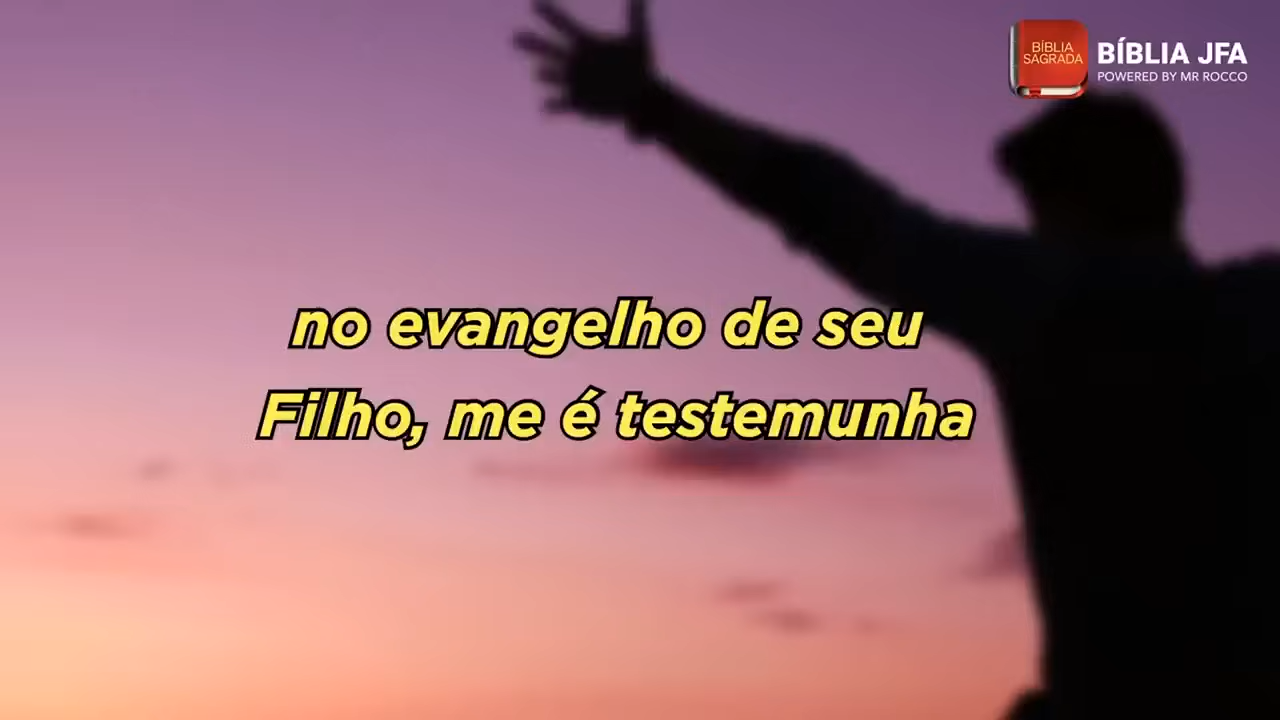 BÍBLIA
SAGRADA
BÍBLIA JFA
POWERED BY MR ROCCO
no evangelho de seu
Filho, me é testemunha